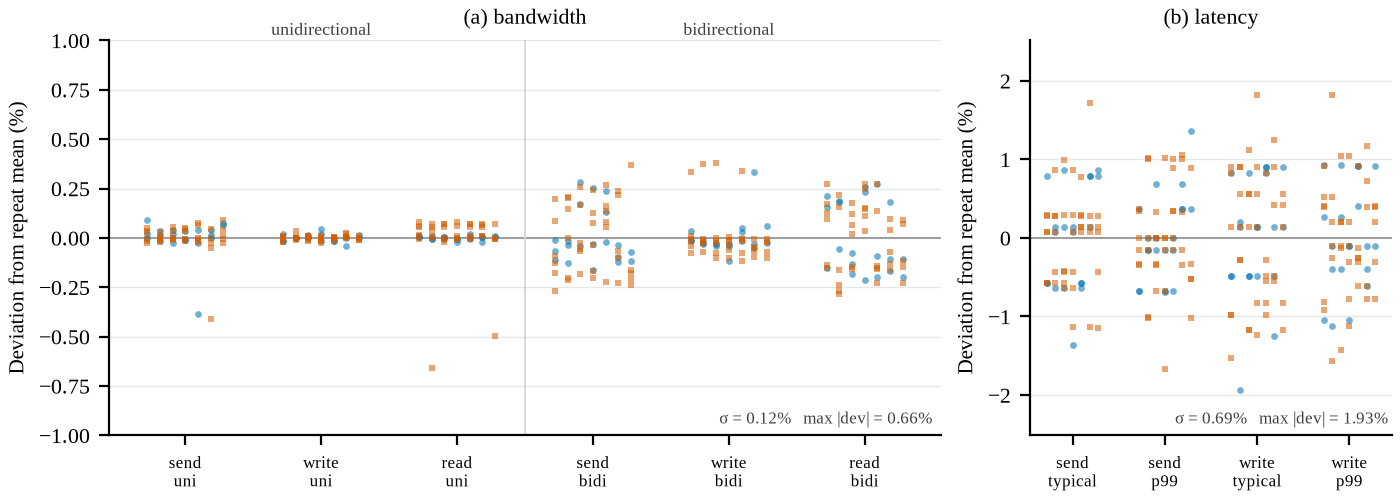 (a) bandwidth
unidirectional
bidirectional
Deviation from repeat mean (%)
1.00
0.75
0.50
0.25
0.00
−0.25
−0.50
−0.75
−1.00
σ = 0.12%   max |dev| = 0.66%
send
uni
write
uni
read
uni
send
bidi
write
bidi
read
bidi
(b) latency
Deviation from repeat mean (%)
2
1
0
−1
−2
σ = 0.69%   max |dev| = 1.93%
send
typical
send
p99
write
typical
write
p99